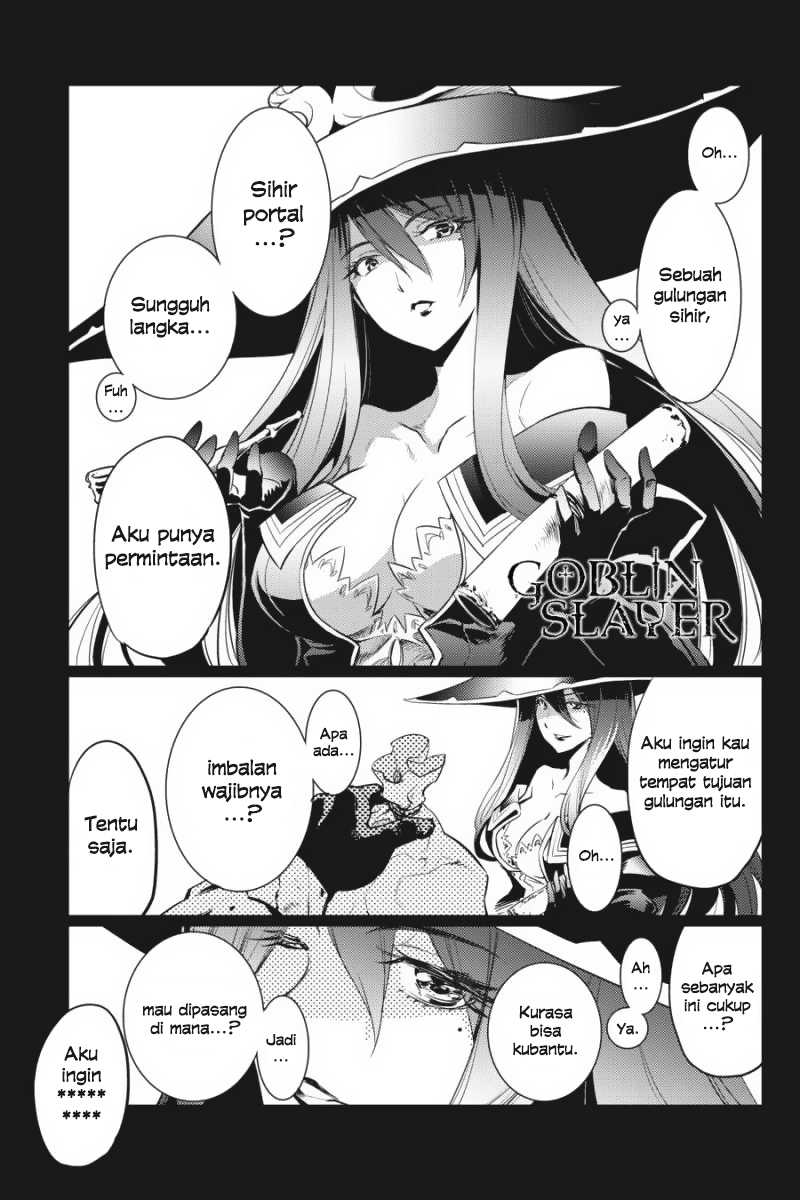 Oh...
Sebuah
gulungan
sihir,
ya
...
Sihir
portal
...?
Sungguh
langka...
Fuh
...
Aku punya
permintaan.
GOBLIN
SLAYER
Aku ingin kau
mengatur
tempat tujuan
gulungan itu.
Oh...
Apa
ada...
imbalan
wajibnya
...?
Tentu
saja.
Apa
sebanyak
ini cukup
...?
Ah
...
Ya.
Kurasa
bisa
kubantu.
Jadi
...
mau dipasang
di mana...?
Aku
ingin
*****
****